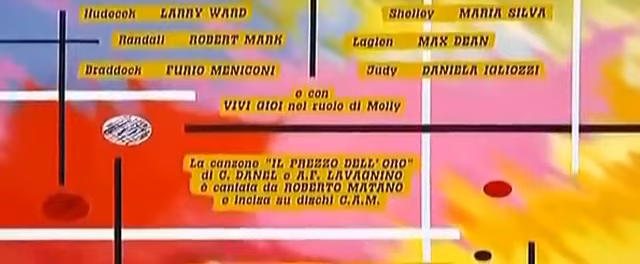 Hudocek LARRY WARD Shelley MARIA SILVA
Randall ROBERT MARK Laglen MAX DEAN
Braddock FURIO MENICONI Judy DANIELA IGLIOZZI
e con
VIVI GIOI nel ruolo di Molly
La canzone "IL PREZZO DELL' ORO"
di C. DANEL e A.F. LAVAGNINO
è cantata da ROBERTO MATANO
e incisa su dischi C.A.M.